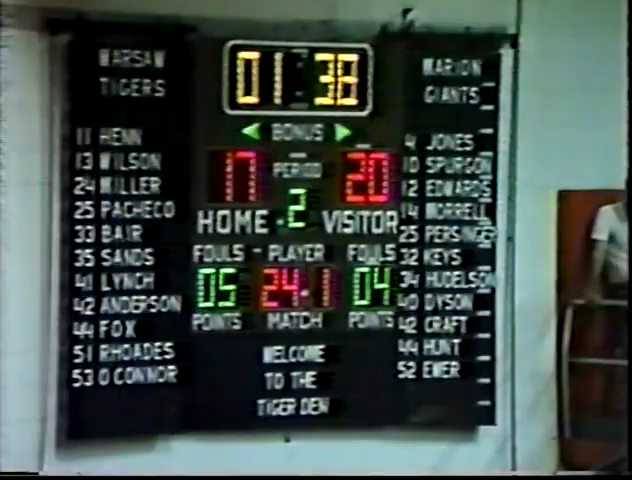 WARSAW
TIGERS
11 HENN
13 WILSON
24 MILLER
25 PACHECO
33 BAIR
35 SANDS
41 LYNCH
42 ANDERSON
44 FOX
51 RHOADES
53 O CONNOR
01:38
BONUS
17 PERIOD 20
2
HOME VISITOR
FOULS - PLAYER FOULS
05 24-1 04
POINTS MATCH POINTS
WELCOME
TO THE
TIGER DEN
MARION
GIANTS
4 JONES
10 SPURGON
12 EDWARDS
14 MORRELL
25 PERSINGER
32 KEYS
34 HUDELSON
40 DYSON
42 CRAFT
44 HUNT
52 EWER